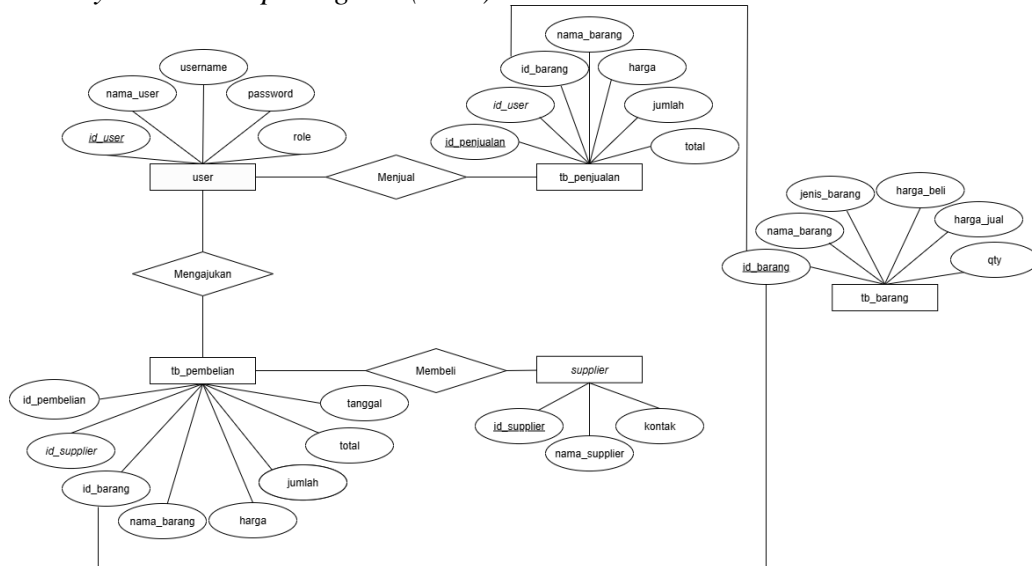 nama_barang
username
id_barang
harga
nama_user
password
id_user
jumlah
id_user
role
id_penjualan
total
user
Menjual
tb_penjualan
jenis_barang
harga_beli
nama_barang
harga_jual
id_barang
qty
Mengajukan
tb_barang
tb_pembelian
Membeli
supplier
id_pembelian
tanggal
id_supplier
kontak
id_supplier
total
nama_supplier
id_barang
jumlah
nama_barang
harga